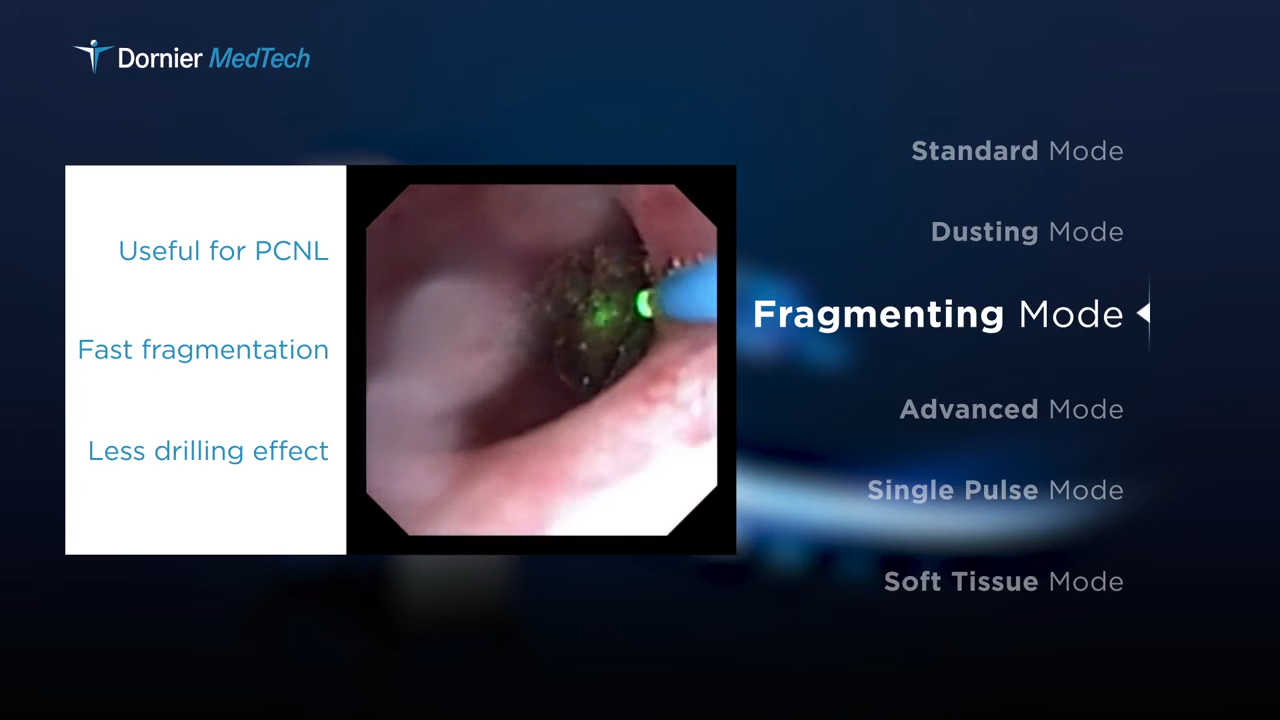 Dornier MedTech
Useful for PCNL
Fast fragmentation
Less drilling effect
Standard Mode
Dusting Mode
Fragmenting Mode
Advanced Mode
Single Pulse Mode
Soft Tissue Mode